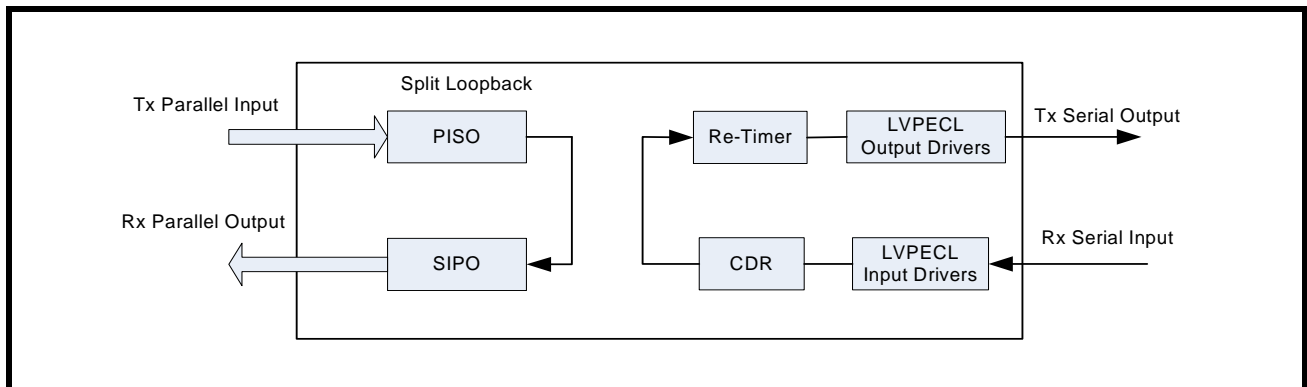 Split Loopback
Tx Parallel Input
PISO
Re-Timer
LVPECL
Output Drivers
Tx Serial Output
Rx Parallel Output
SIPO
CDR
LVPECL
Input Drivers
Rx Serial Input